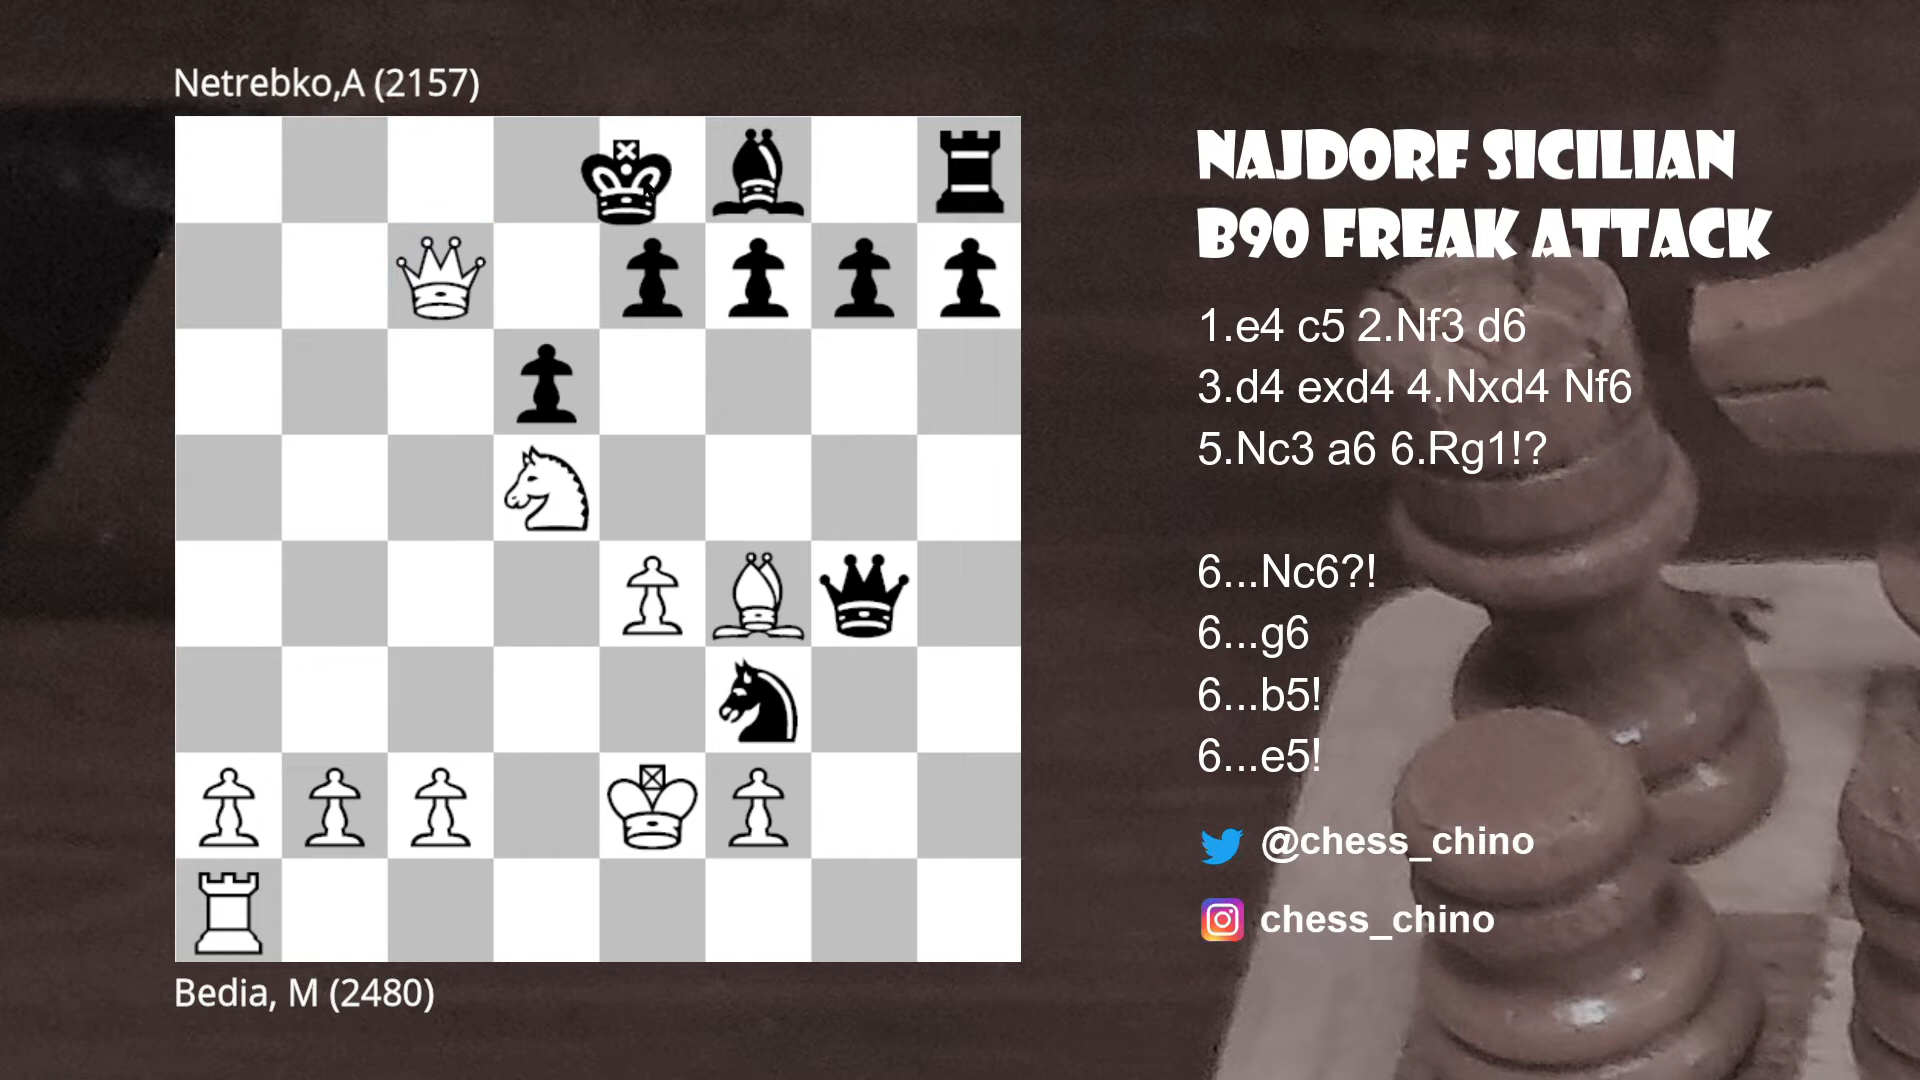 Netrebko,A (2157)
NAJDORF SICILIAN
B90 FREAK ATTACK
1.e4 c5 2.Nf3 d6
3.d4 exd4 4.Nxd4 Nf6
5.Nc3 a6 6.Rg1!?
6...Nc6?!
6...g6
6...b5!
6...e5!
@chess_chino
chess_chino
Bedia, M (2480)